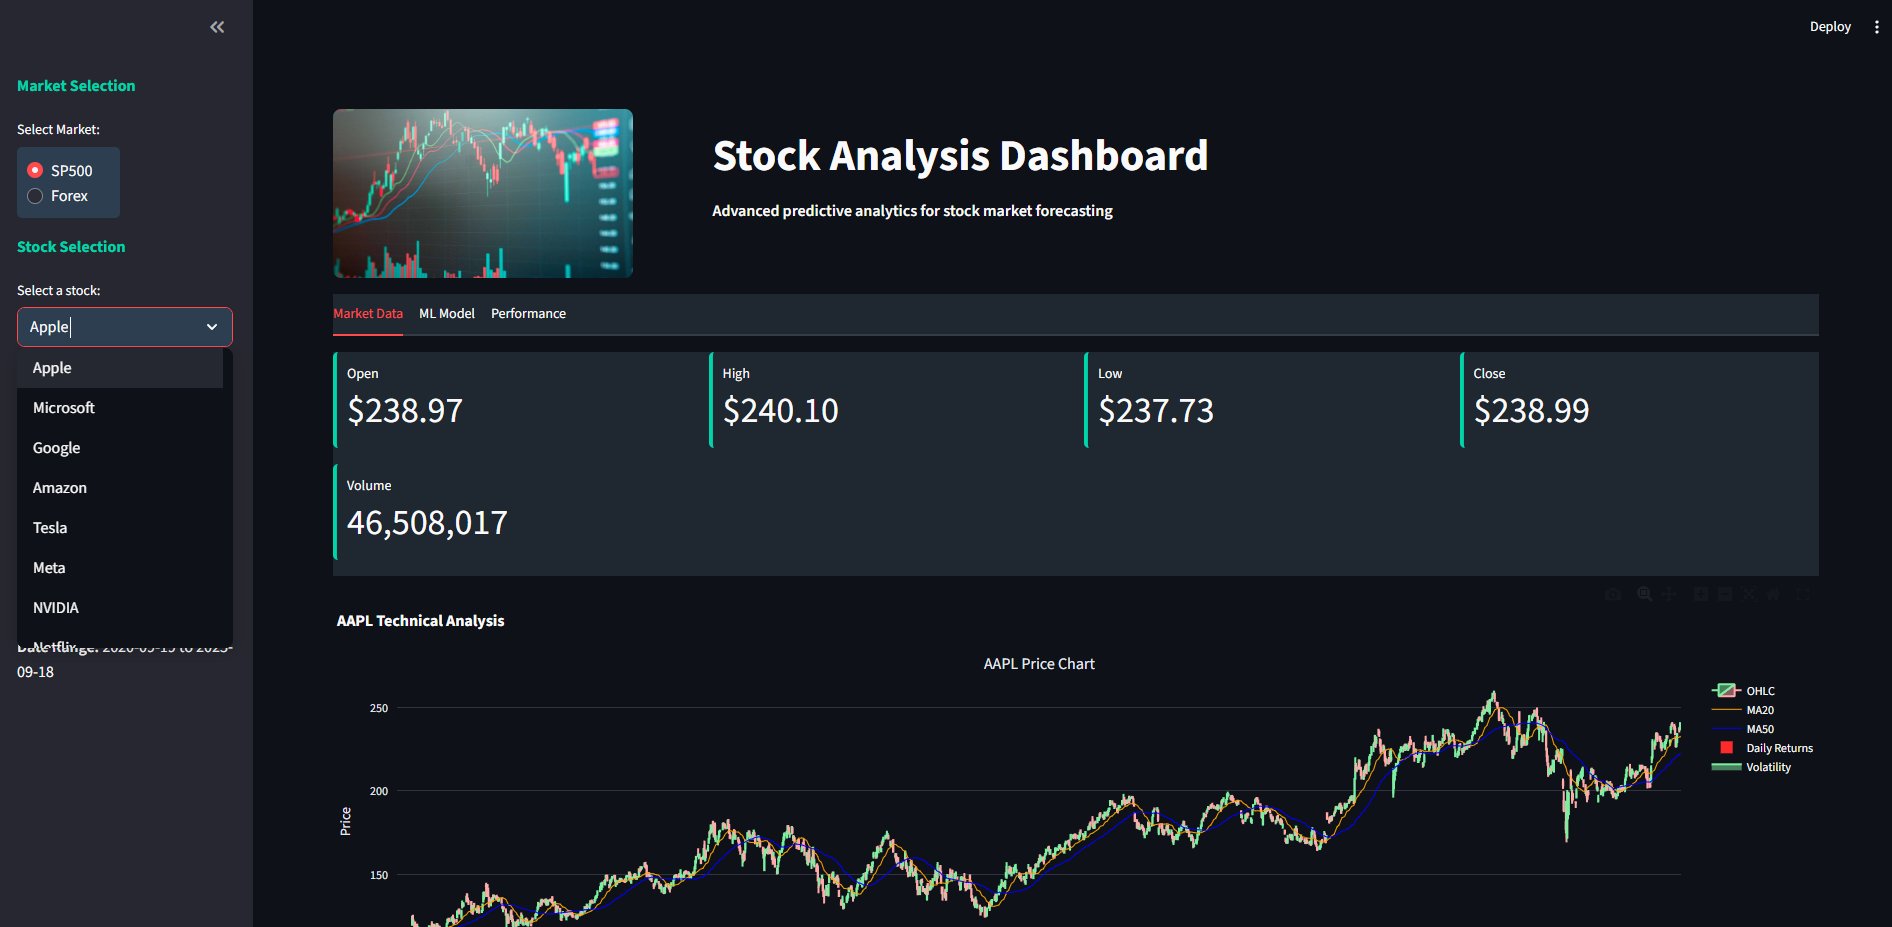 Deploy
Market Selection
Select Market:
SP500
Forex
Stock Selection
Select a stock:
Apple
Apple
Microsoft
Google
Amazon
Tesla
Meta
NVIDIA
Netflix
Date Range:
09-18
Stock Analysis Dashboard
Advanced predictive analytics for stock market forecasting
Market Data ML Model Performance
Open High Low Close
$238.97 $240.10 $237.73 $238.99
Volume
46,508,017
AAPL Technical Analysis
AAPL Price Chart
OHLC
MA20
MA50
Daily Returns
Volatility
250
200
150
Price